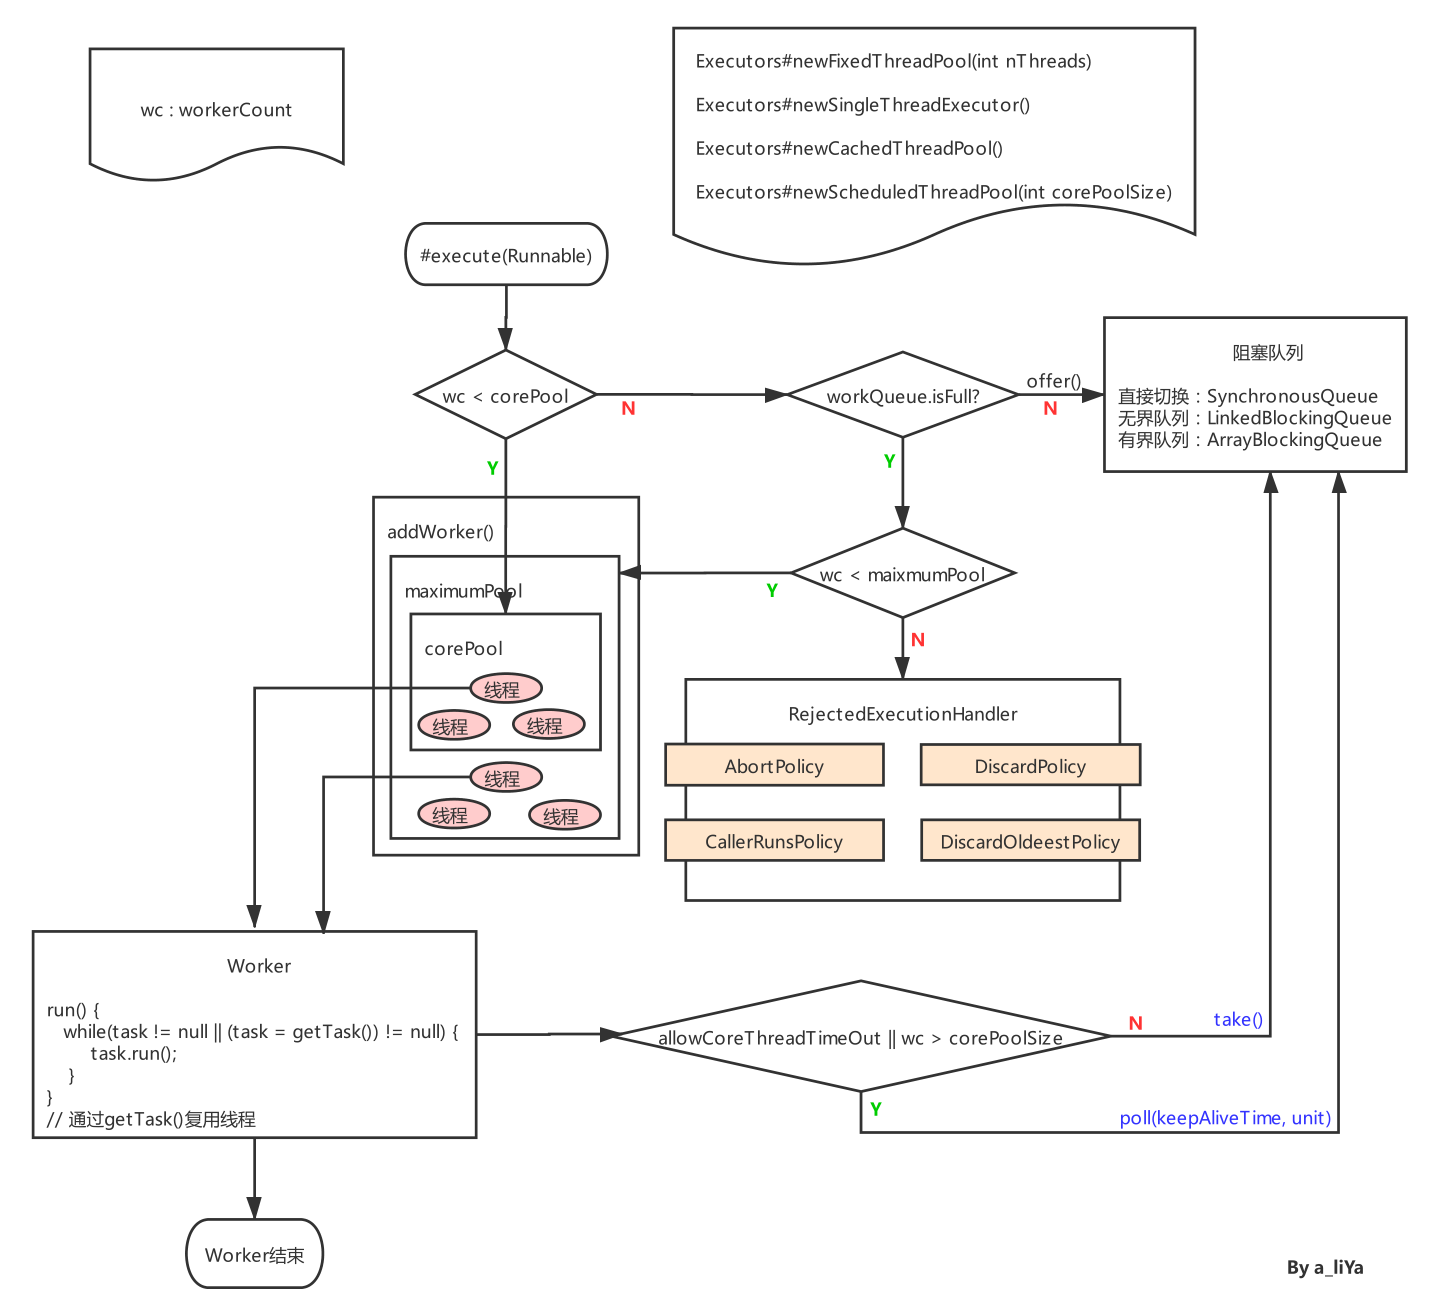 wc : workerCount
Executors#newFixedThreadPool(int nThreads)
Executors#newSingleThreadExecutor()
Executors#newCachedThreadPool()
Executors#newScheduledThreadPool(int corePoolSize)
#execute(Runnable)
wc < corePool
N
workQueue.isFull?
offer()
N
阻塞队列
直接切换：SynchronousQueue
无界队列：LinkedBlockingQueue
有界队列：ArrayBlockingQueue
Y
Y
addWorker()
maximumPool
wc < maixmumPool
Y
N
corePool
线程
线程
线程
线程
线程
线程
RejectedExecutionHandler
AbortPolicy
DiscardPolicy
CallerRunsPolicy
DiscardOldeestPolicy
Worker
run() {
while(task != null || (task = getTask()) != null) {
task.run();
}
}
// 通过getTask()复用线程
allowCoreThreadTimeOut || wc > corePoolSize
N
take()
Y
poll(keepAliveTime, unit)
Worker结束
By a_liYa